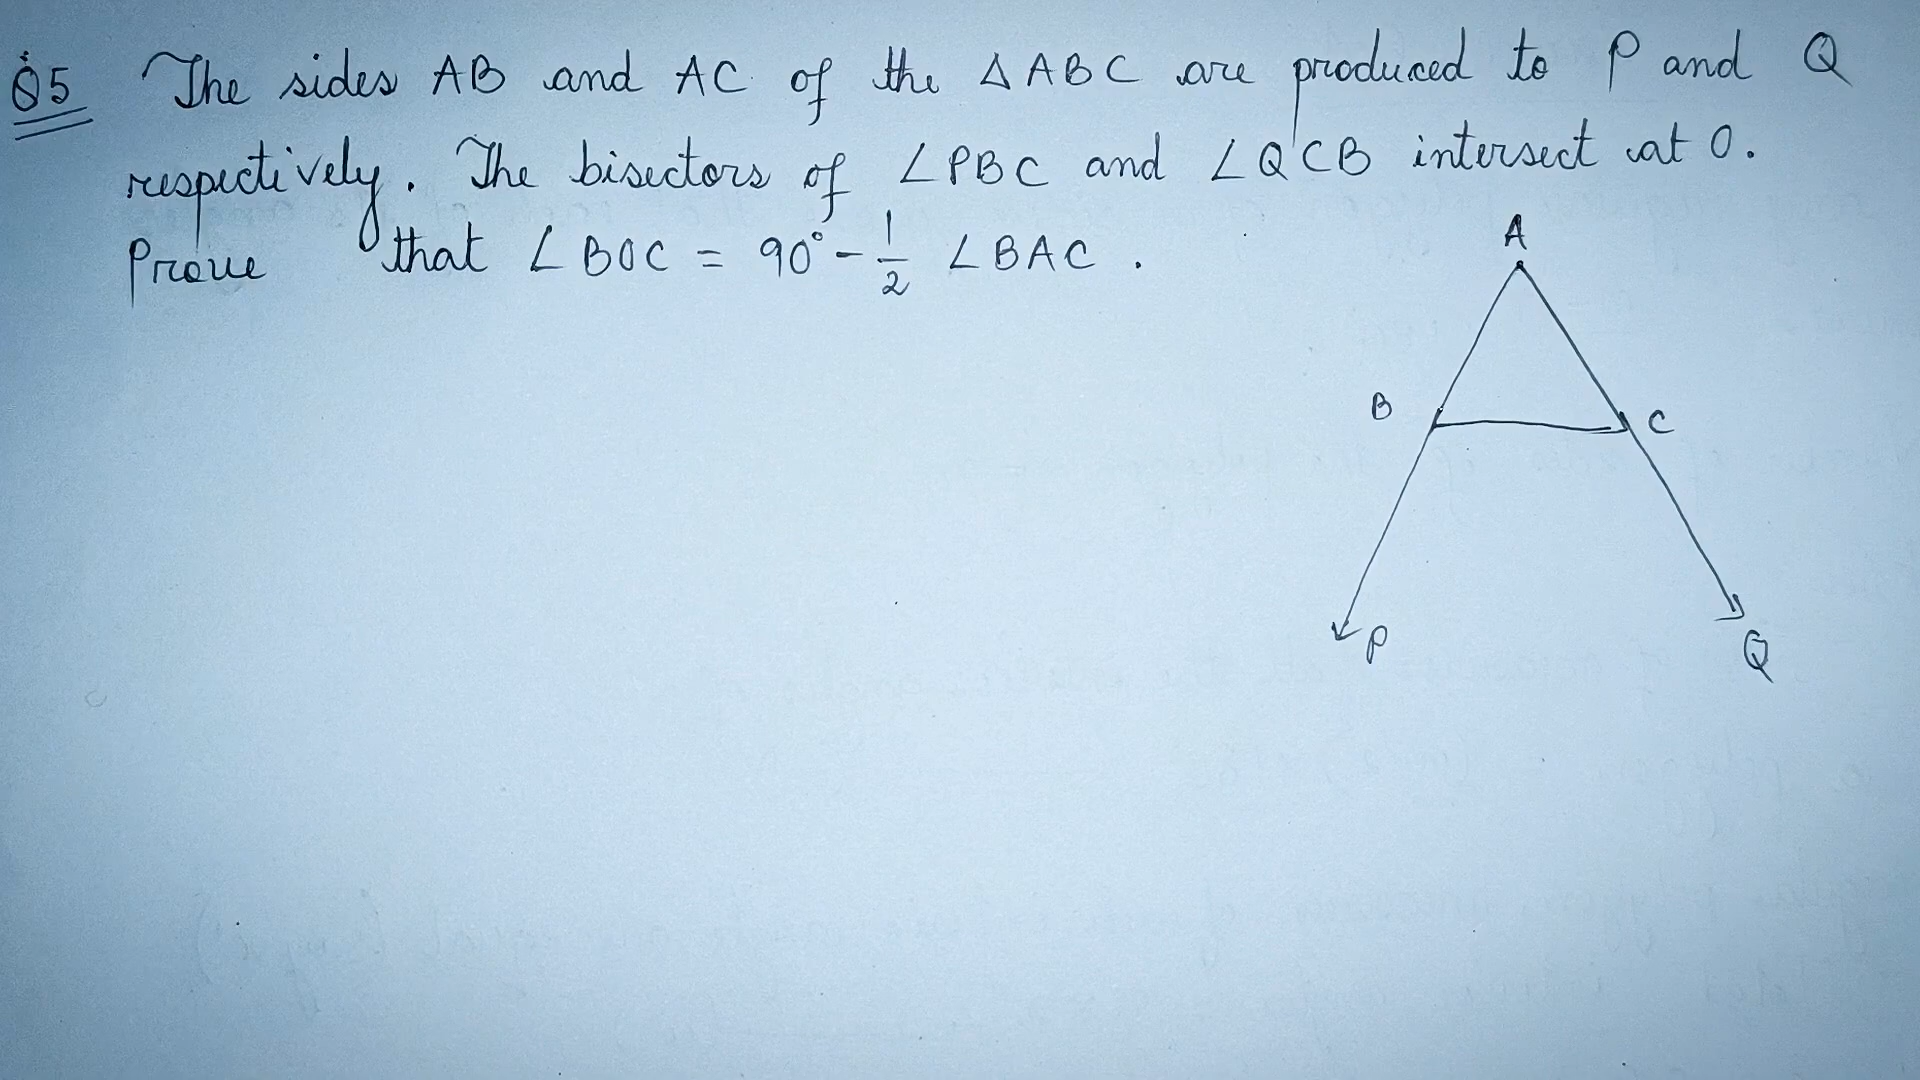 Q5 The sides AB and AC of the △ABC are produced to P and Q
respectively. The bisectors of ∠PBC and ∠QCB intersect at O.
Prove that ∠BOC = 90° - 1/2 ∠BAC.
A
B
C
P
Q